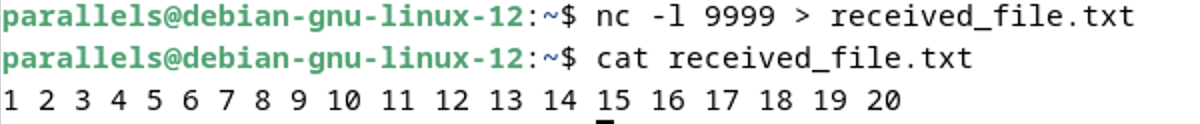 parallels@debian-gnu-linux-12:~$ nc -l 9999 > received_file.txt
parallels@debian-gnu-linux-12:~$ cat received_file.txt
1 2 3 4 5 6 7 8 9 10 11 12 13 14 15 16 17 18 19 20